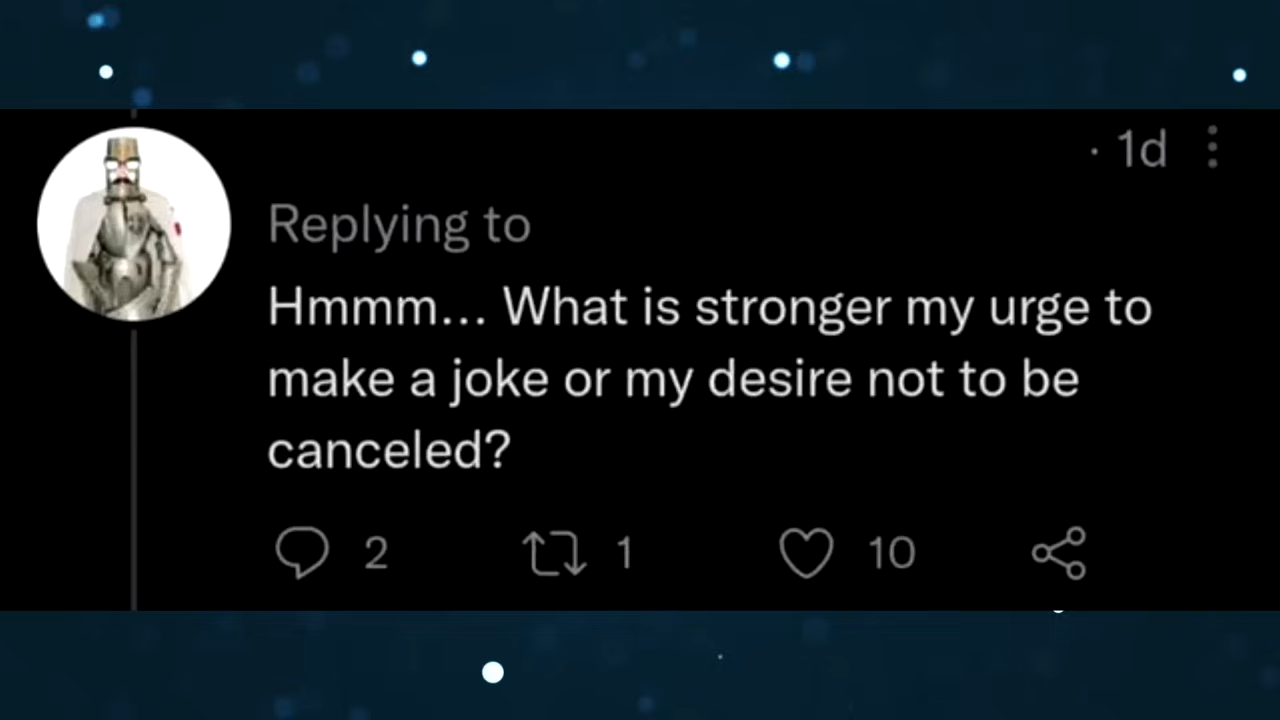 · 1d
Replying to
Hmmm... What is stronger my urge to
make a joke or my desire not to be
canceled?
2 1 10